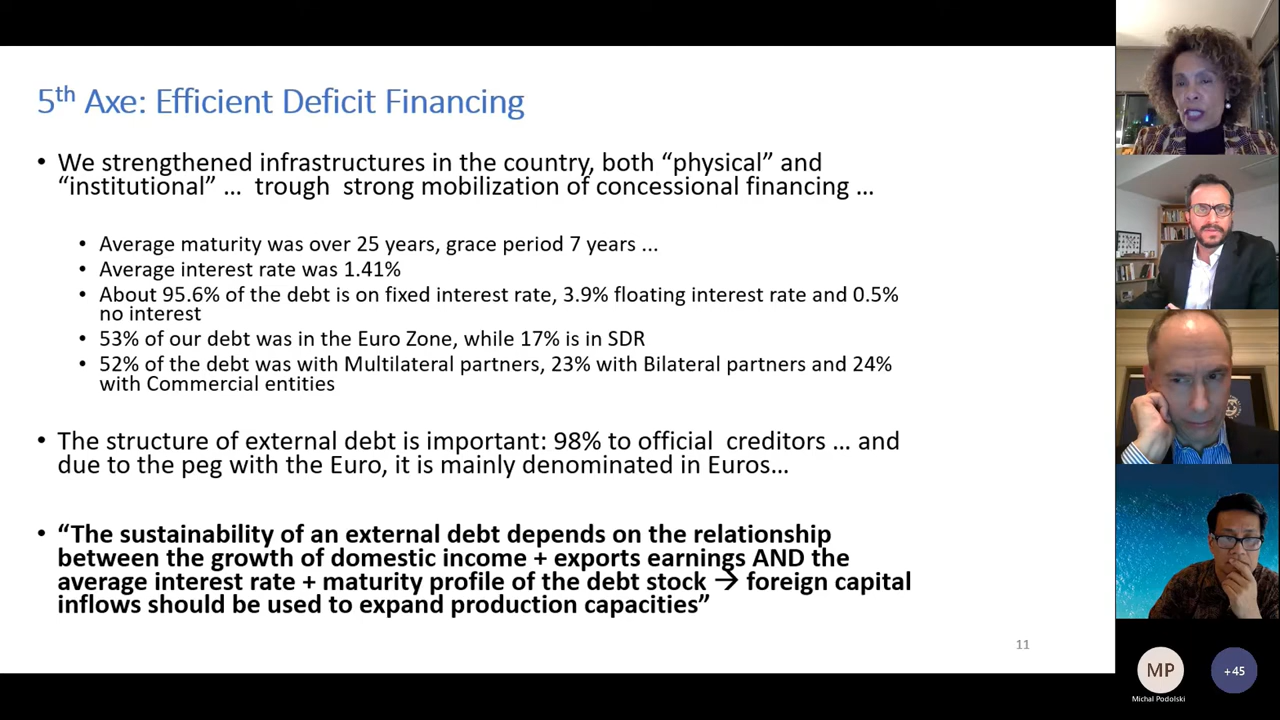 5th Axe: Efficient Deficit Financing
• We strengthened infrastructures in the country, both “physical” and
“institutional” … trough strong mobilization of concessional financing …
• Average maturity was over 25 years, grace period 7 years ...
• Average interest rate was 1.41%
• About 95.6% of the debt is on fixed interest rate, 3.9% floating interest rate and 0.5%
no interest
• 53% of our debt was in the Euro Zone, while 17% is in SDR
• 52% of the debt was with Multilateral partners, 23% with Bilateral partners and 24%
with Commercial entities
• The structure of external debt is important: 98% to official creditors … and
due to the peg with the Euro, it is mainly denominated in Euros…
• “The sustainability of an external debt depends on the relationship
between the growth of domestic income + exports earnings AND the
average interest rate + maturity profile of the debt stock → foreign capital
inflows should be used to expand production capacities”
11
MP
Michal Podolski
+45